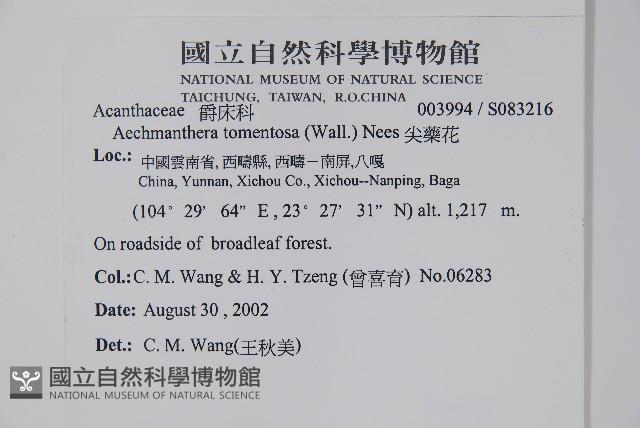 國立自然科學博物館
NATIONAL MUSEUM OF NATURAL SCIENCE
TAICHUNG, TAIWAN, R.O.CHINA
Acanthaceae 爵床科 003994 / S083216
Aechmanthera tomentosa (Wall.) Nees 尖藥花
Loc.: 中國雲南省, 西疇縣, 西疇－南屏, 八嘎
China, Yunnan, Xichou Co., Xichou--Nanping, Baga
(104° 29' 64" E , 23° 27' 31" N) alt. 1,217 m.
On roadside of broadleaf forest.
Col.: C. M. Wang & H. Y. Tzeng (曾喜育) No.06283
Date: August 30 , 2002
Det.: C. M. Wang(王秋美)
國立自然科學博物館
NATIONAL MUSEUM OF NATURAL SCIENCE